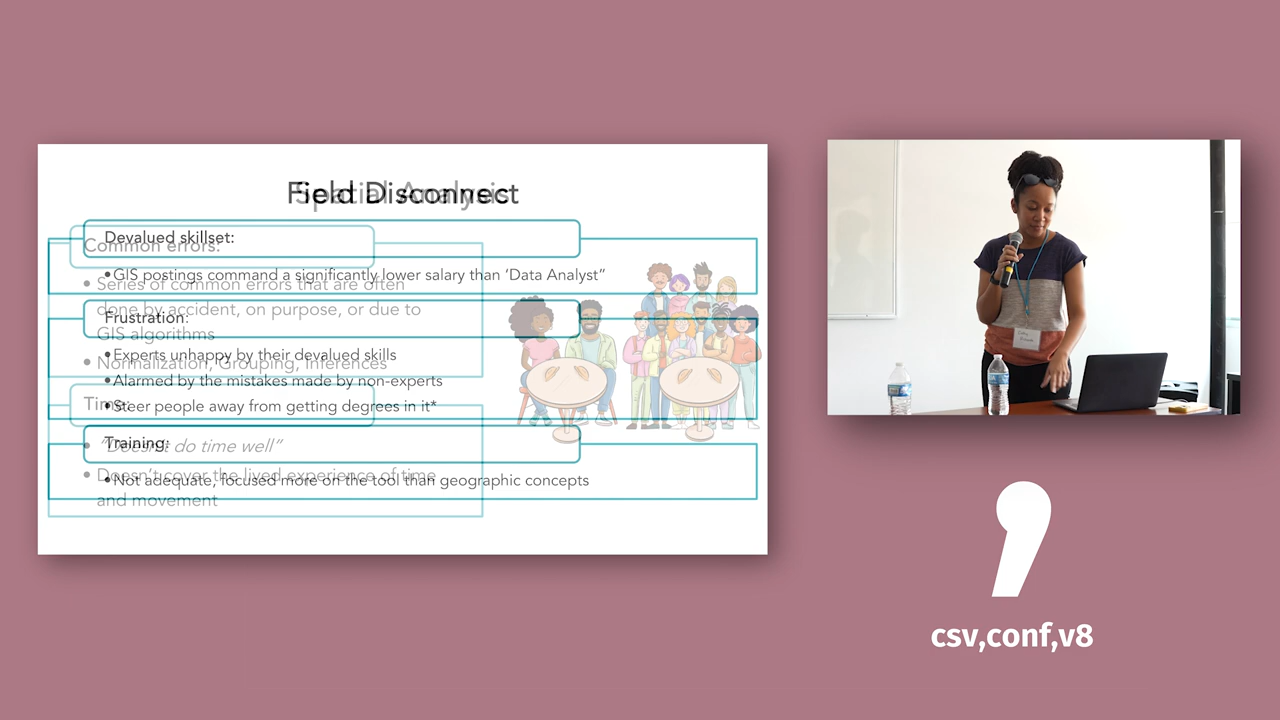 Field Disconnect
Devalued skillset:
• GIS postings command a significantly lower salary than ‘Data Analyst”
Frustration:
• Experts unhappy by their devalued skills
• Alarmed by the mistakes made by non-experts
• Steer people away from getting degrees in it*
Training:
• Not adequate, focused more on the tool than geographic concepts
Spatial Analysis
Common errors:
• Series of common errors that are often
done by accident, on purpose, or due to
GIS algorithms
• Normalization, Grouping, Inferences
Time:
• “Doesn’t do time well”
• Doesn’t cover the lived experience of time
and movement
csv,conf,v8